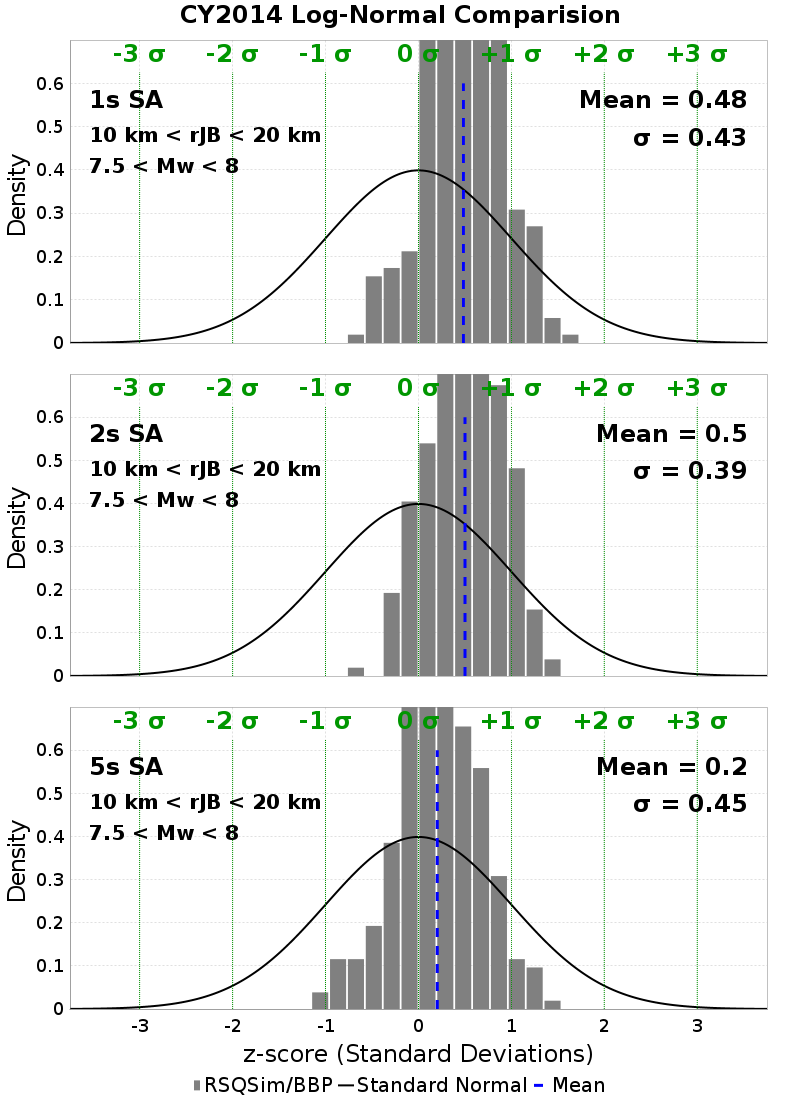 CY2014 Log-Normal Comparision
-3 σ -2 σ -1 σ 0 σ +1 σ +2 σ +3 σ
1s SA Mean = 0.48
10 km < rJB < 20 km σ = 0.43
7.5 < Mw < 8
Density
0.6
0.5
0.4
0.3
0.2
0.1
0
-3 σ -2 σ -1 σ 0 σ +1 σ +2 σ +3 σ
2s SA Mean = 0.5
10 km < rJB < 20 km σ = 0.39
7.5 < Mw < 8
Density
0.6
0.5
0.4
0.3
0.2
0.1
0
-3 σ -2 σ -1 σ 0 σ +1 σ +2 σ +3 σ
5s SA Mean = 0.2
10 km < rJB < 20 km σ = 0.45
7.5 < Mw < 8
Density
0.6
0.5
0.4
0.3
0.2
0.1
0
-3 -2 -1 0 1 2 3
z-score (Standard Deviations)
RSQSim/BBP Standard Normal Mean